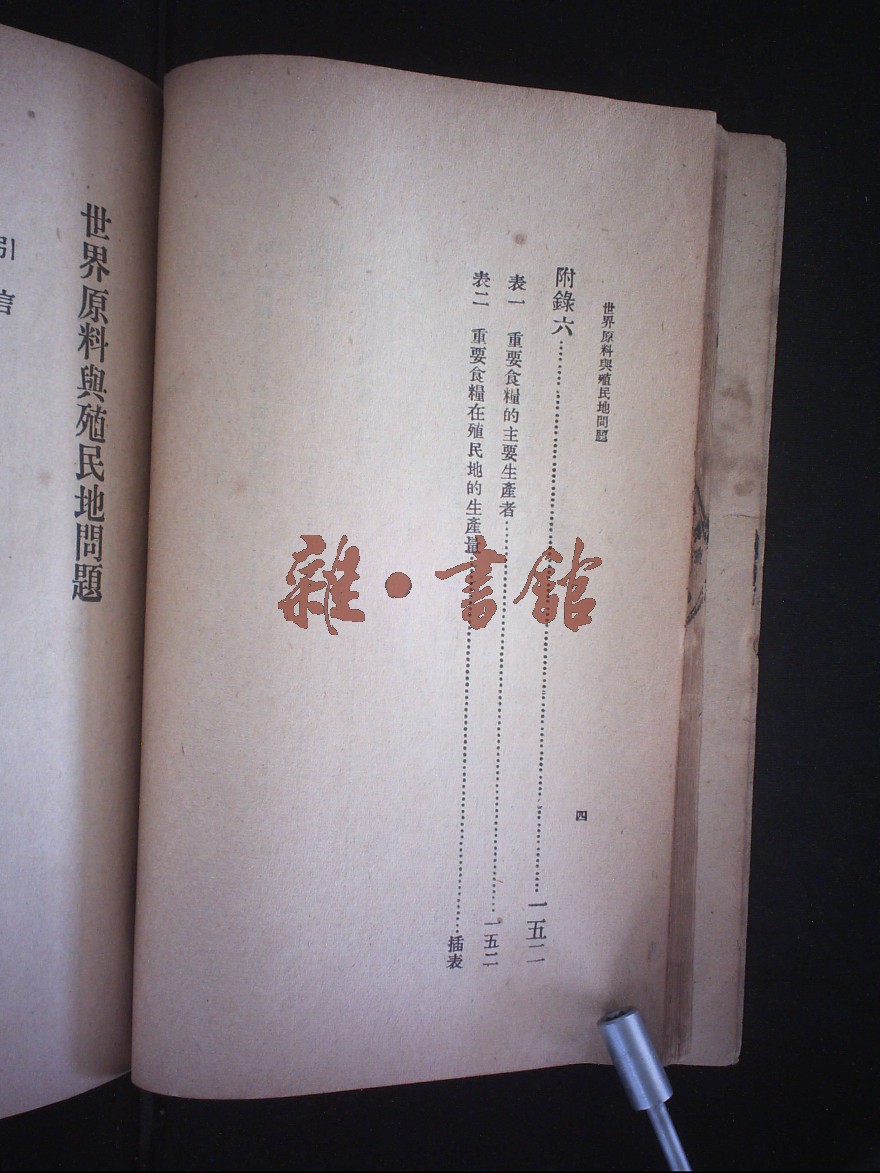 世界原料與殖民地問題
四
附錄六……一五二
表一 重要食糧的主要生產者……一五二
表二 重要食糧在殖民地的生產量……插表
世界原料與殖民地問題
引言
雜·書館